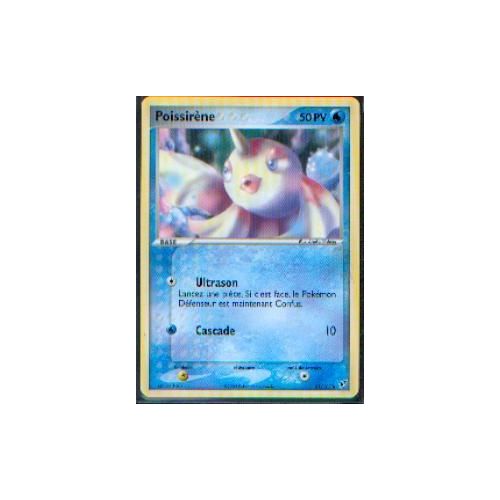 Poissirène
50 PV
BASE
Ultrason
Lancez une pièce. Si c'est face, le Pokémon
Défenseur est maintenant Confus.
Cascade 10